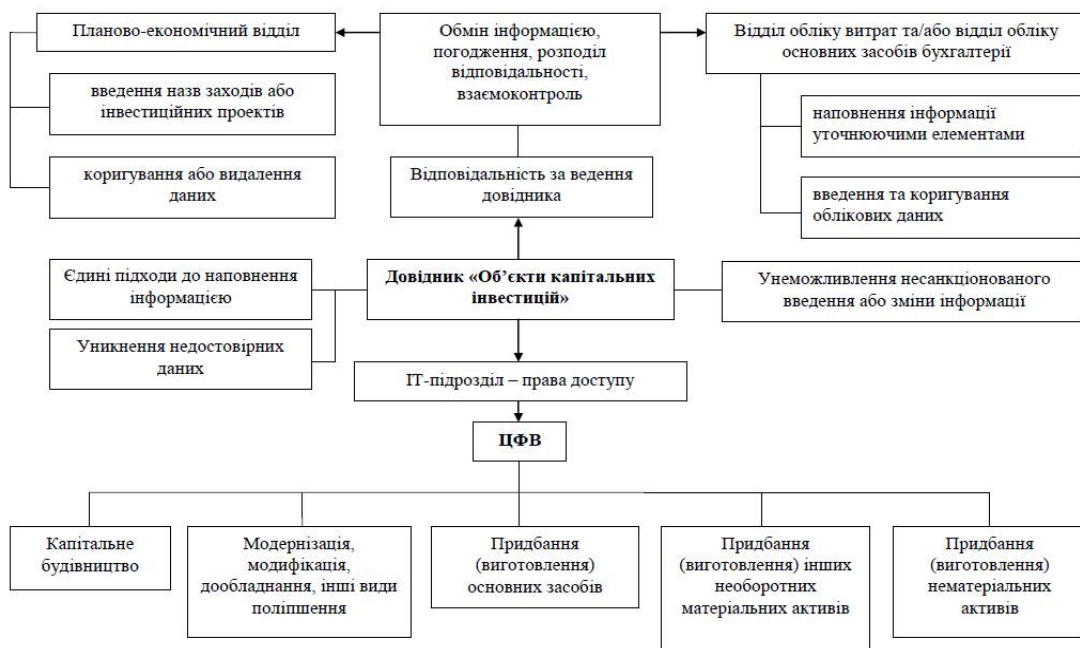 Планово-економічний відділ
Обмін інформацією,
погодження, розподіл
відповідальності,
взаємоконтроль
Відділ обліку витрат та/або відділ обліку
основних засобів бухгалтерії
введення назв заходів або
інвестиційних проектів
наповнення інформації
уточнюючими елементами
коригування або видалення
даних
Відповідальність за ведення
довідника
введення та коригування
облікових даних
Єдині підходи до наповнення
інформацією
Довідник «Об’єкти капітальних
інвестицій»
Унеможливлення несанкціонованого
введення або зміни інформації
Уникнення недостовірних
даних
ІТ-підрозділ – права доступу
ЦФВ
Капітальне
будівництво
Модернізація,
модифікація,
дообладнання, інші види
поліпшення
Придбання
(виготовлення)
основних засобів
Придбання
(виготовлення) інших
необоротних
матеріальних активів
Придбання
(виготовлення)
нематеріальних
активів